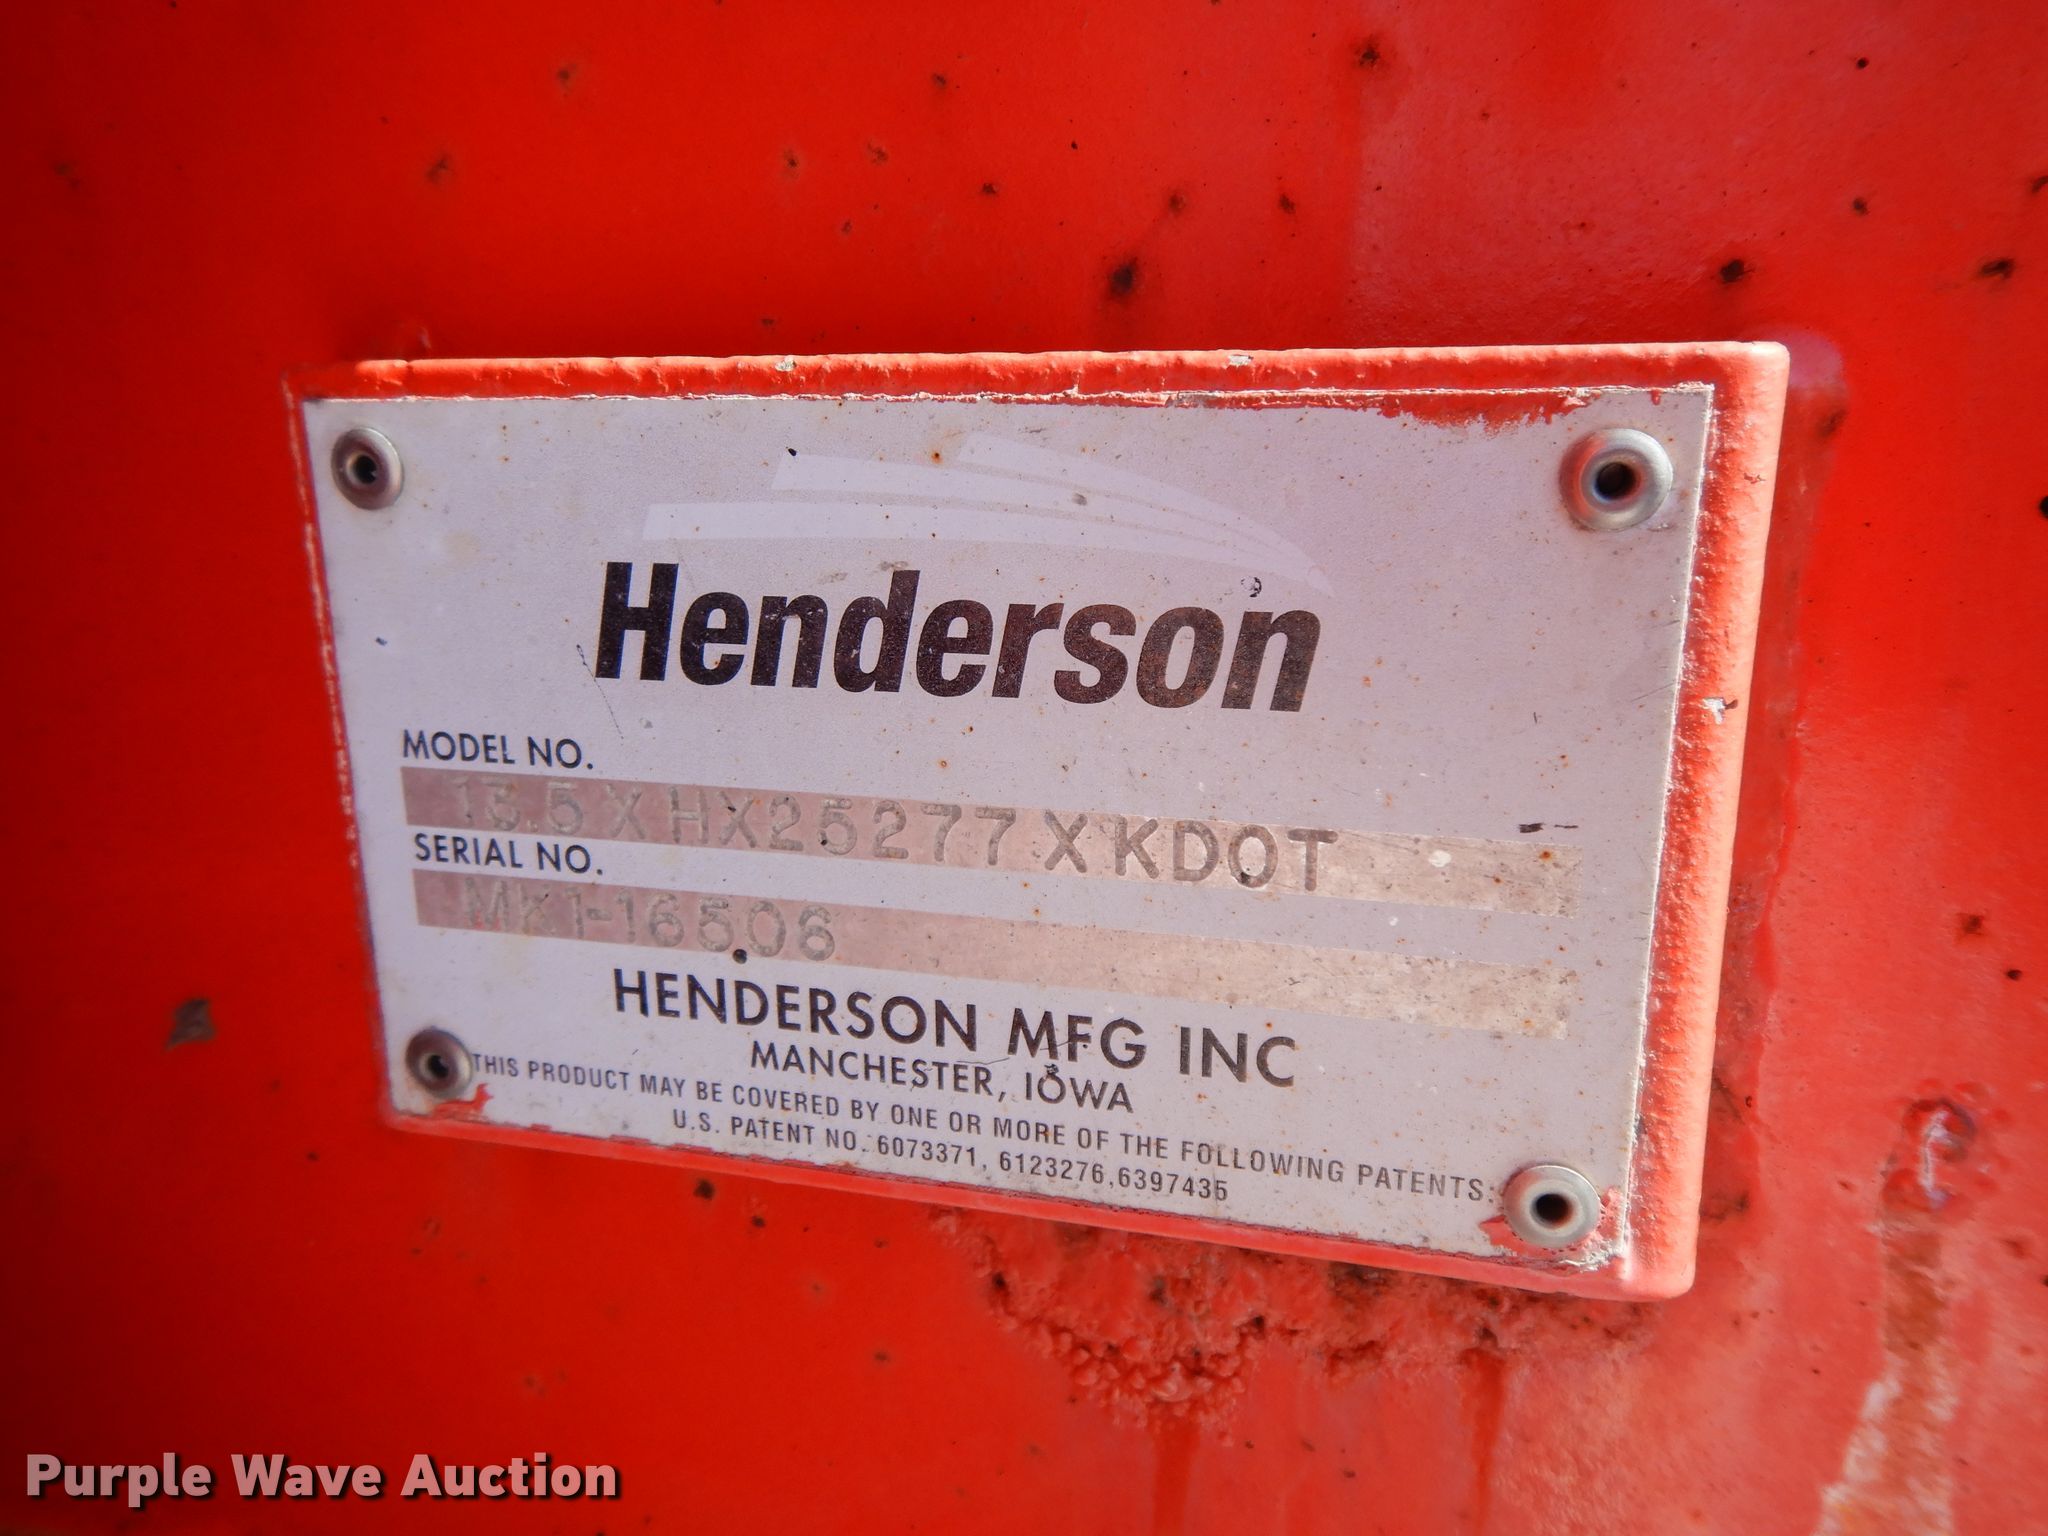 Henderson
MODEL NO.
13.5 X HX25277 X KDOT
SERIAL NO.
MK1-16506
HENDERSON MFG INC
MANCHESTER, IOWA
THIS PRODUCT MAY BE COVERED BY ONE OR MORE OF THE FOLLOWING PATENTS:
U.S. PATENT NO. 6073371, 6123276,6397435
Purple Wave Auction